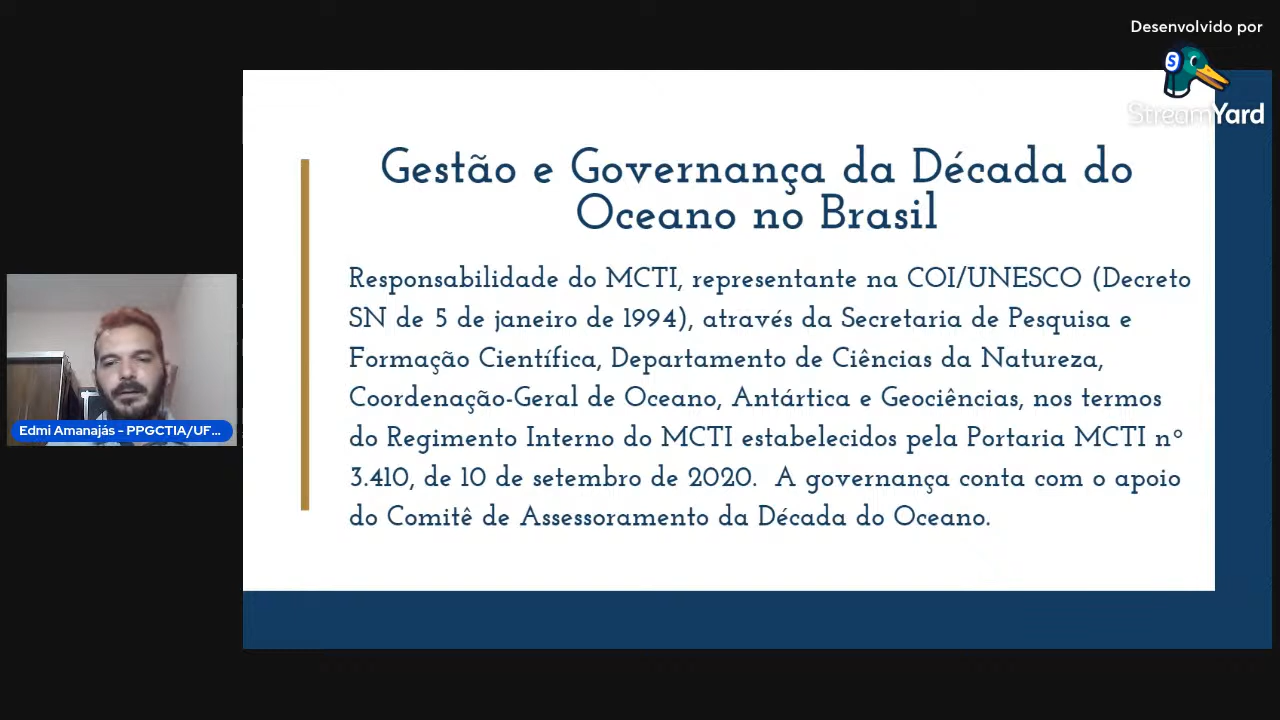 Desenvolvido por
StreamYard
Gestão e Governança da Década do
Oceano no Brasil
Responsabilidade do MCTI, representante na COI/UNESCO (Decreto
SN de 5 de janeiro de 1994), através da Secretaria de Pesquisa e
Formação Científica, Departamento de Ciências da Natureza,
Coordenação-Geral de Oceano, Antártica e Geociências, nos termos
do Regimento Interno do MCTI estabelecidos pela Portaria MCTI nº
3.410, de 10 de setembro de 2020. A governança conta com o apoio
do Comitê de Assessoramento da Década do Oceano.
Edmi Amanajás - PPGCTIA/UF...